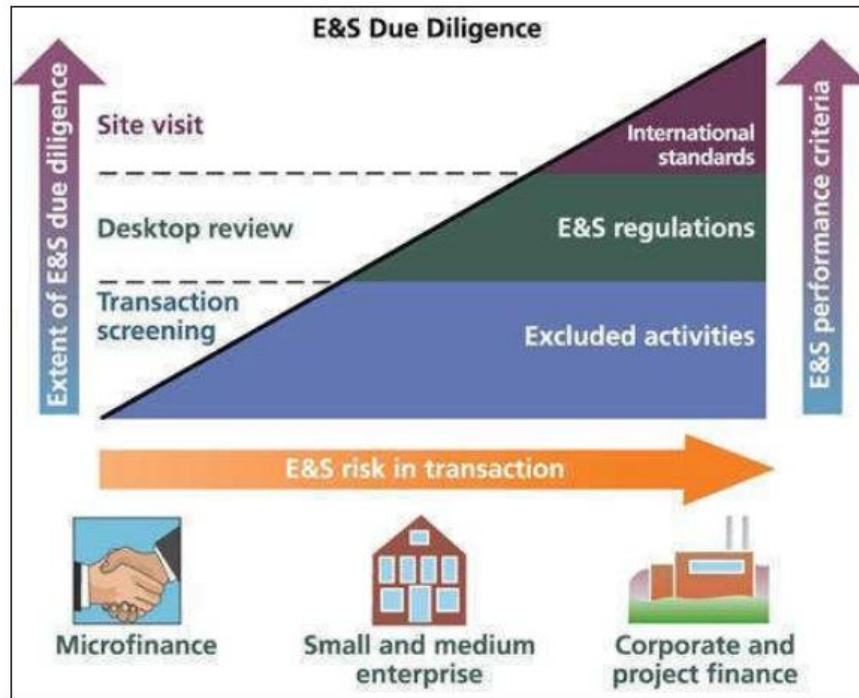 E&S Due Diligence
Extent of E&S due diligence
Site visit
International
standards
E&S performance criteria
Desktop review
E&S regulations
Transaction
screening
Excluded activities
E&S risk in transaction
Microfinance
Small and medium
enterprise
Corporate and
project finance